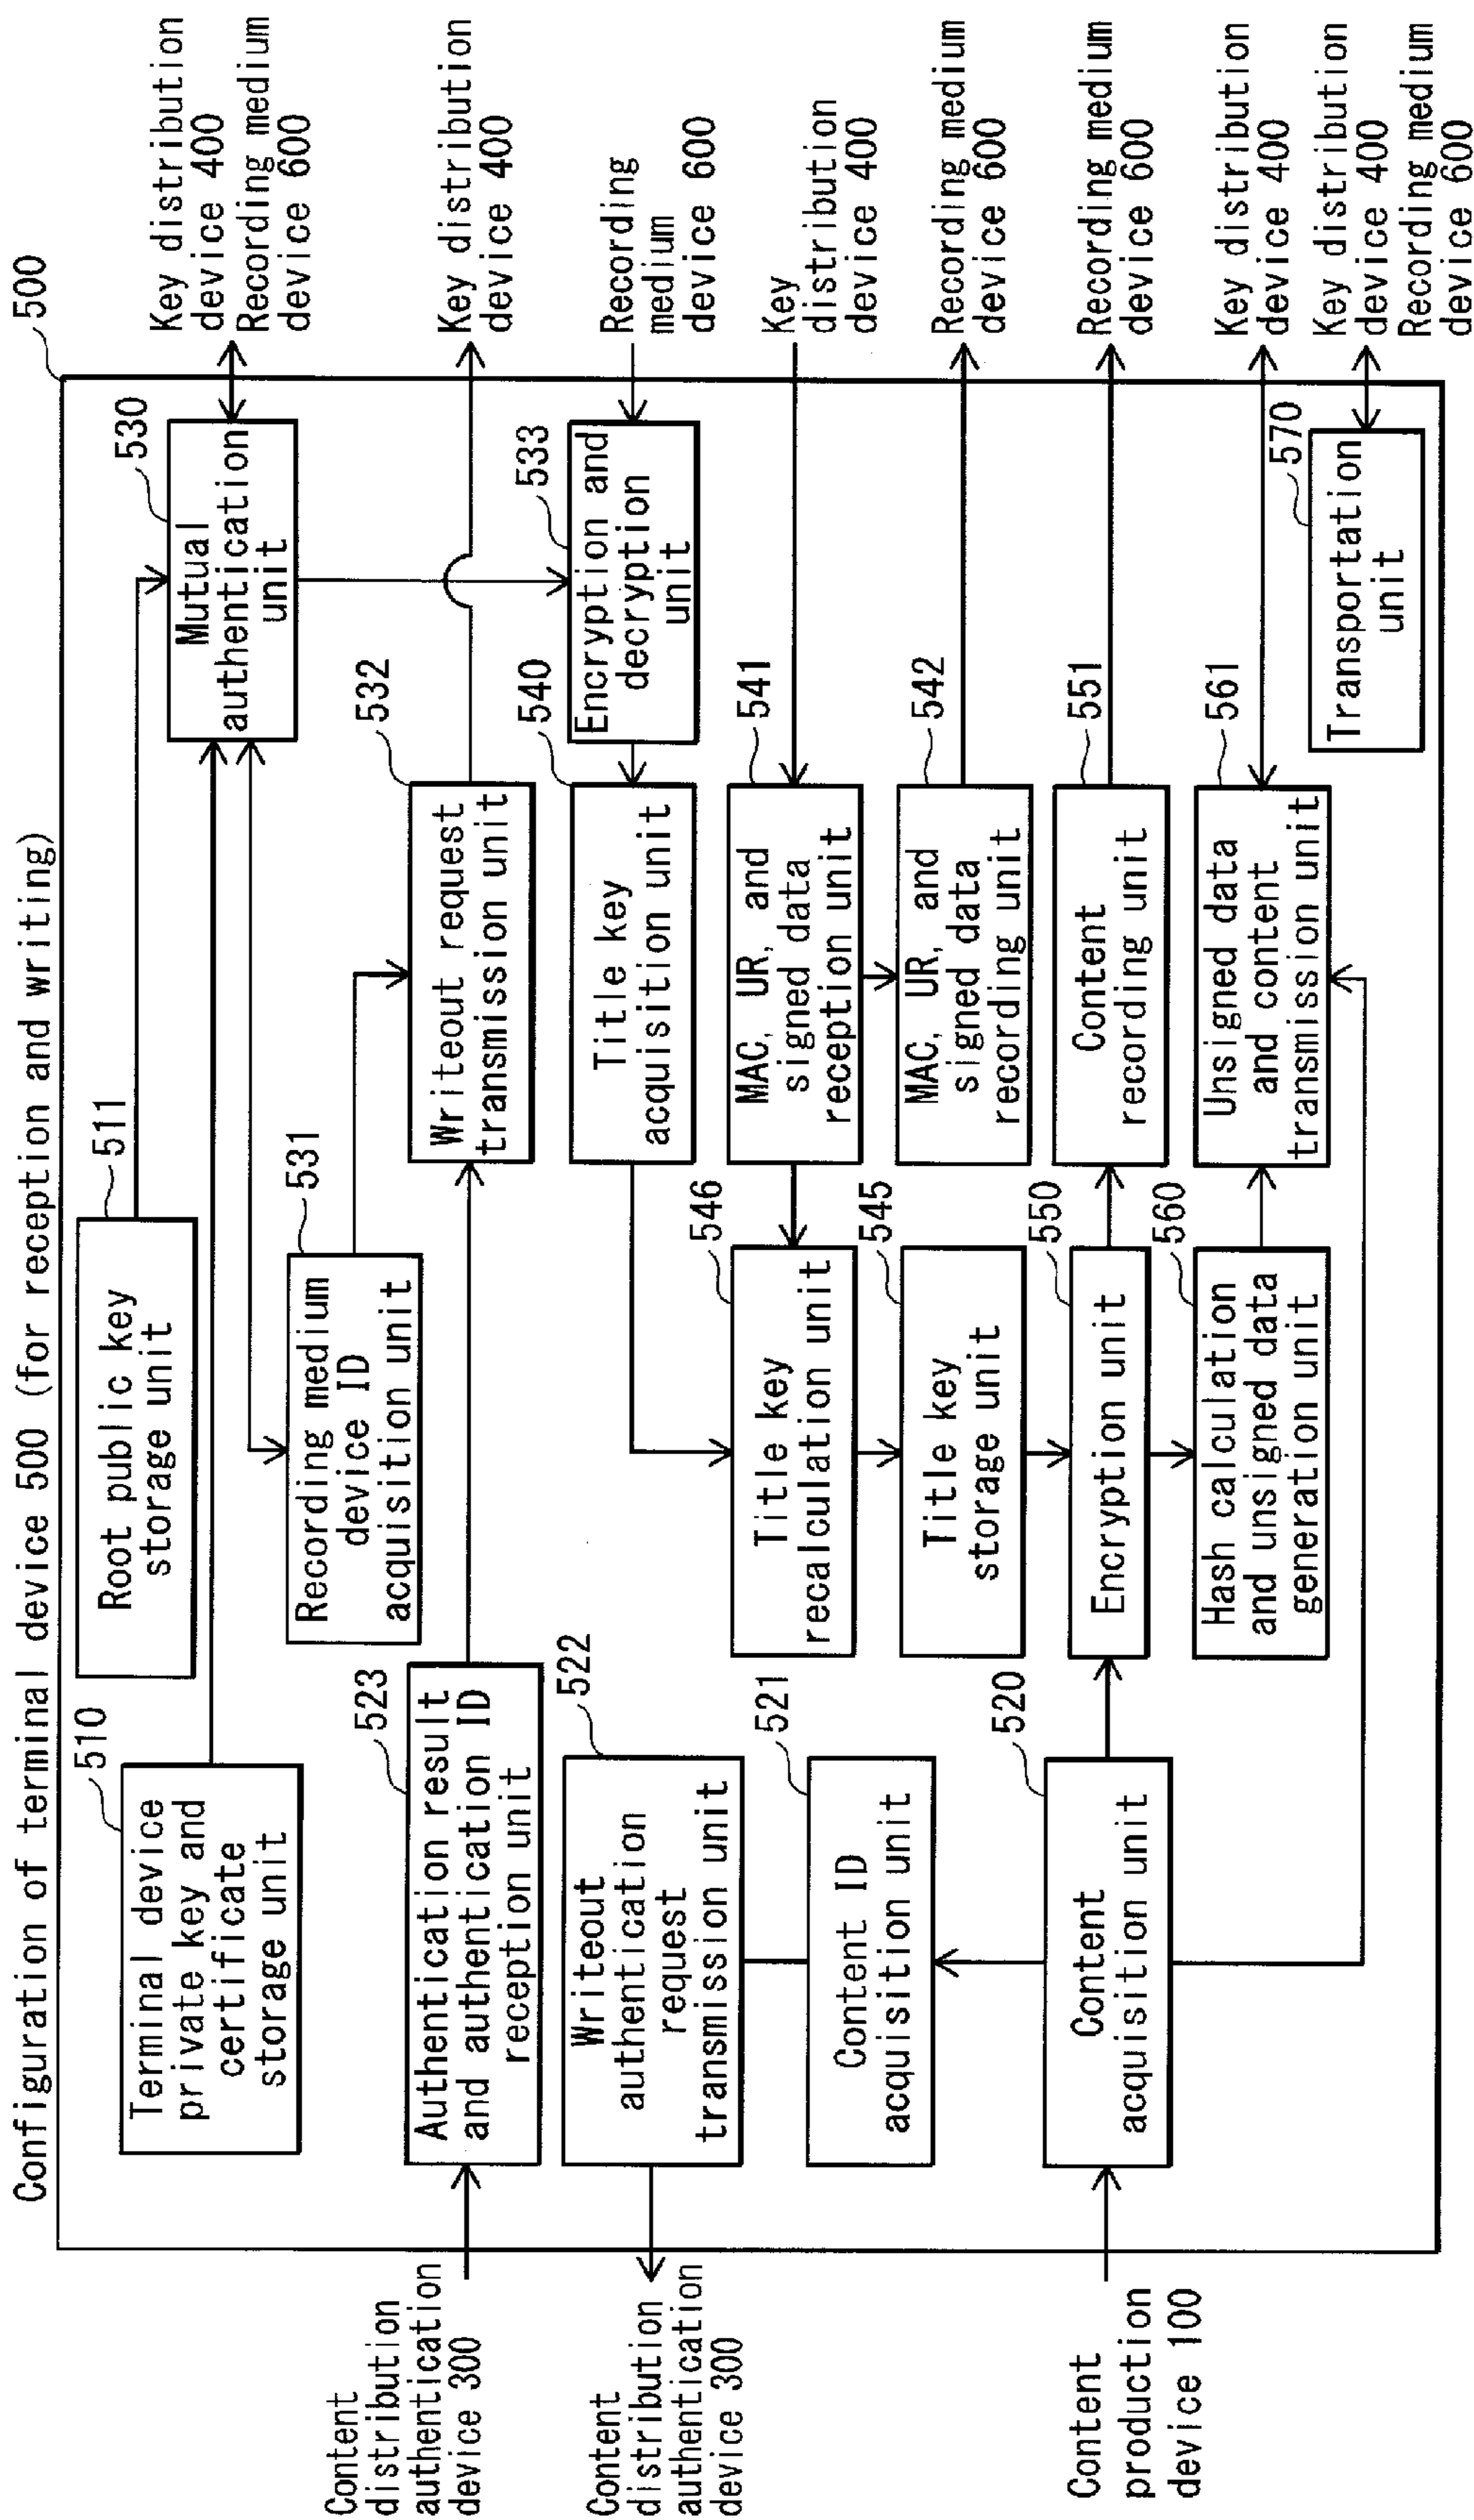 Configuration of terminal device 500 (for reception and writing)
500
510
Terminal device
private key and
certificate
storage unit
511
Root public key
storage unit
530
Mutual
authentication
unit
Key distribution
device 400
Recording medium
device 600
531
Recording medium
device ID
acquisition unit
Content
distribution
authentication
device 300
523
Authentication result
and authentication ID
reception unit
532
Writeout request
transmission unit
Key distribution
device 400
533
Encryption and
decryption
unit
Recording
medium
device 600
Content
distribution
authentication
device 300
522
Writeout
authentication
request
transmission unit
540
Title key
acquisition unit
521
Content ID
acquisition unit
546
Title key
recalculation unit
541
MAC, UR, and
signed data
reception unit
Key
distribution
device 400
545
Title key
storage unit
542
MAC, UR, and
signed data
recording unit
Recording medium
device 600
Content
production
device 100
520
Content
acquisition unit
550
Encryption unit
551
Content
recording unit
Recording medium
device 600
560
Hash calculation
and unsigned data
generation unit
561
Unsigned data
and content
transmission unit
Key distribution
device 400
570
Transportation
unit
Key distribution
device 400
Recording medium
device 600